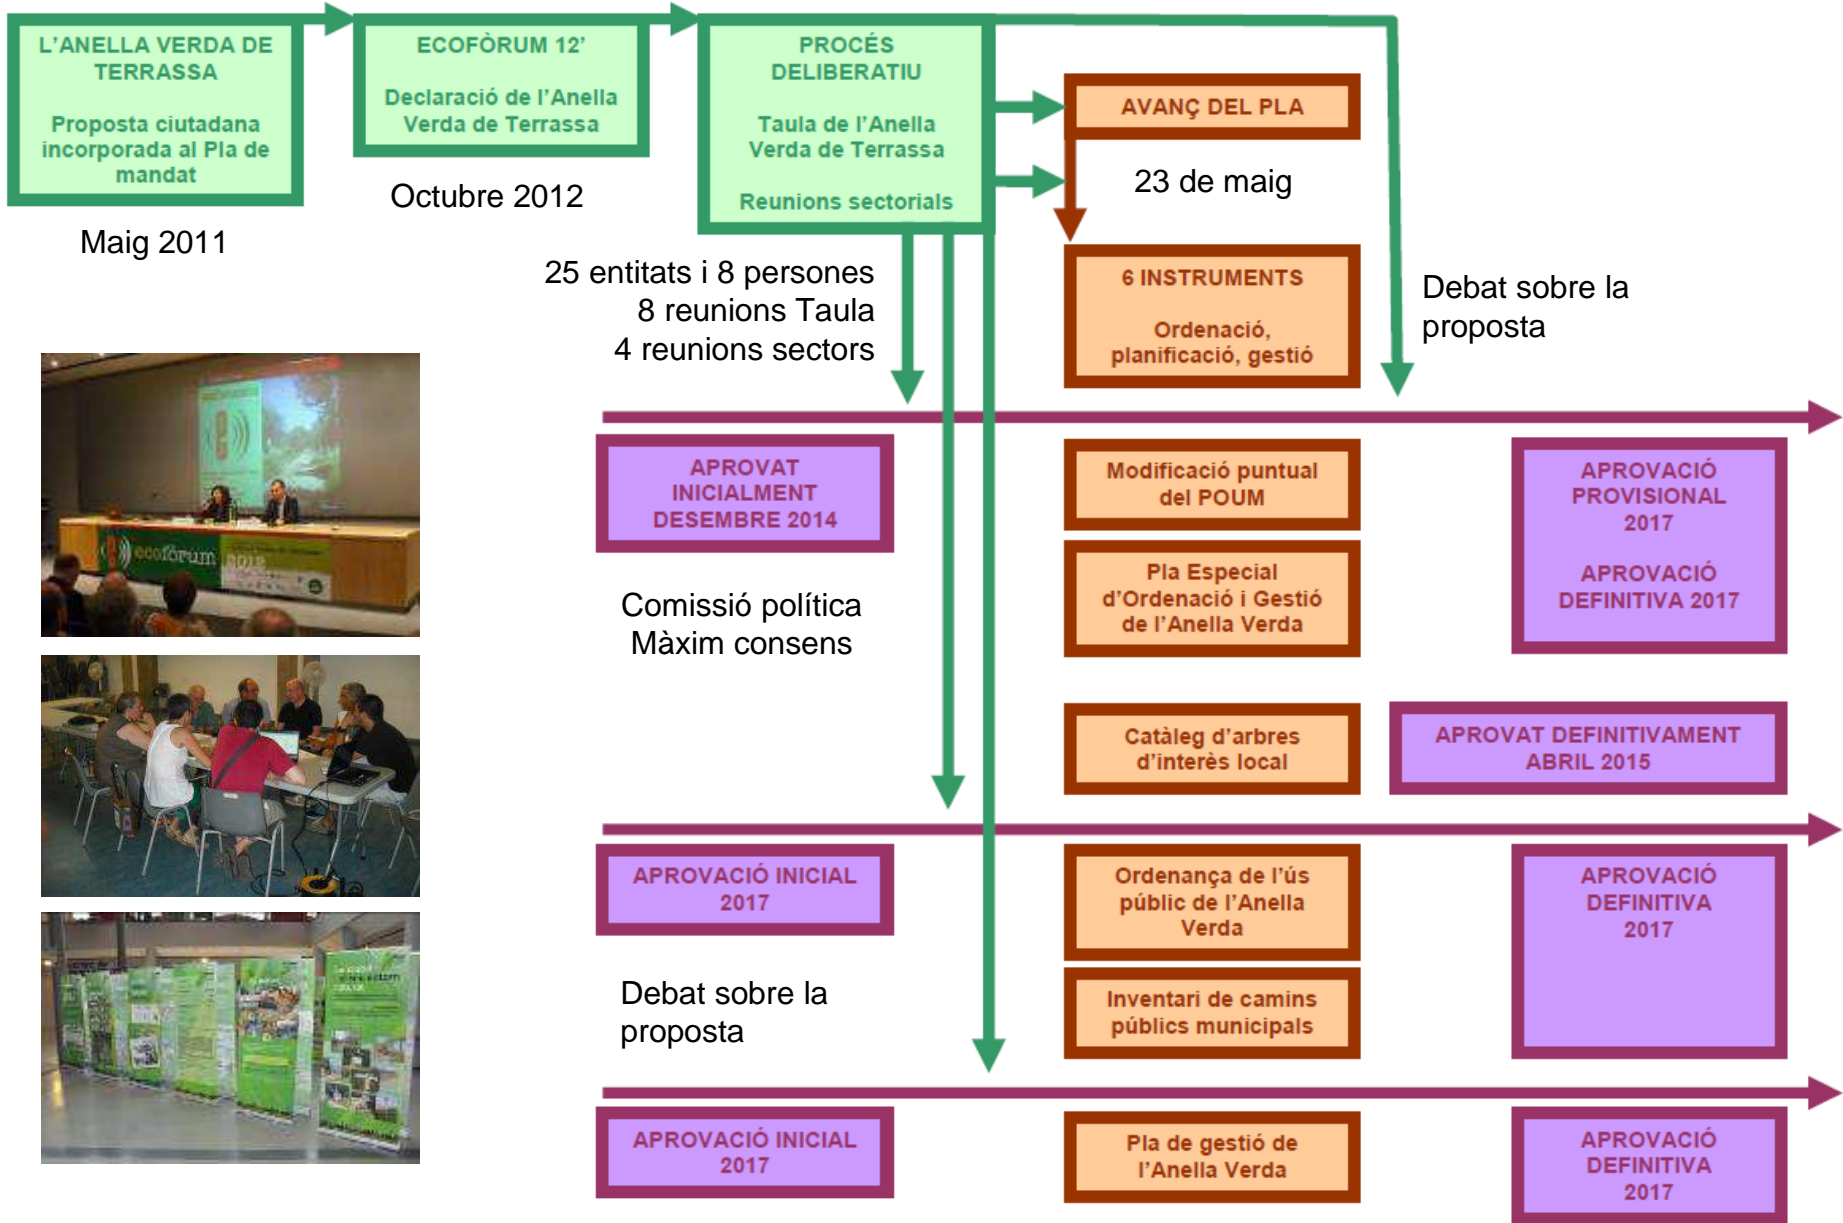 L'ANELLA VERDA DE
TERRASSA
Proposta ciutadana
incorporada al Pla de
mandat
Maig 2011
ECOFÒRUM 12'
Declaració de l'Anella
Verda de Terrassa
Octubre 2012
PROCÉS
DELIBERATIU
Taula de l'Anella
Verda de Terrassa
Reunions sectorials
25 entitats i 8 persones
8 reunions Taula
4 reunions sectors
AVANÇ DEL PLA
23 de maig
6 INSTRUMENTS
Ordenació,
planificació, gestió
Debat sobre la
proposta
ecofòrum
APROVAT
INICIALMENT
DESEMBRE 2014
Modificació puntual
del POUM
Pla Especial
d'Ordenació i Gestió
de l'Anella Verda
APROVACIÓ
PROVISIONAL
2017
APROVACIÓ
DEFINITIVA 2017
Comissió política
Màxim consens
Catàleg d'arbres
d'interès local
APROVAT DEFINITIVAMENT
ABRIL 2015
APROVACIÓ INICIAL
2017
Ordenança de l'ús
públic de l'Anella
Verda
Inventari de camins
públics municipals
APROVACIÓ
DEFINITIVA
2017
Debat sobre la
proposta
APROVACIÓ INICIAL
2017
Pla de gestió de
l'Anella Verda
APROVACIÓ
DEFINITIVA
2017